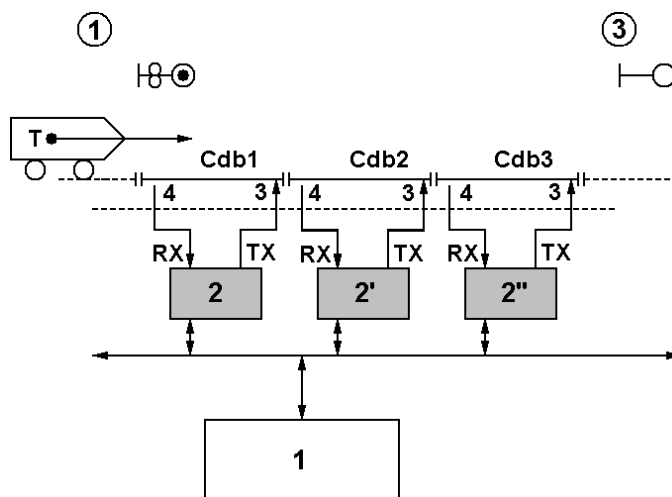 1 3
T
Cdb1 Cdb2 Cdb3
4 3 4 3 4 3
RX TX RX TX RX TX
2 2' 2"
1